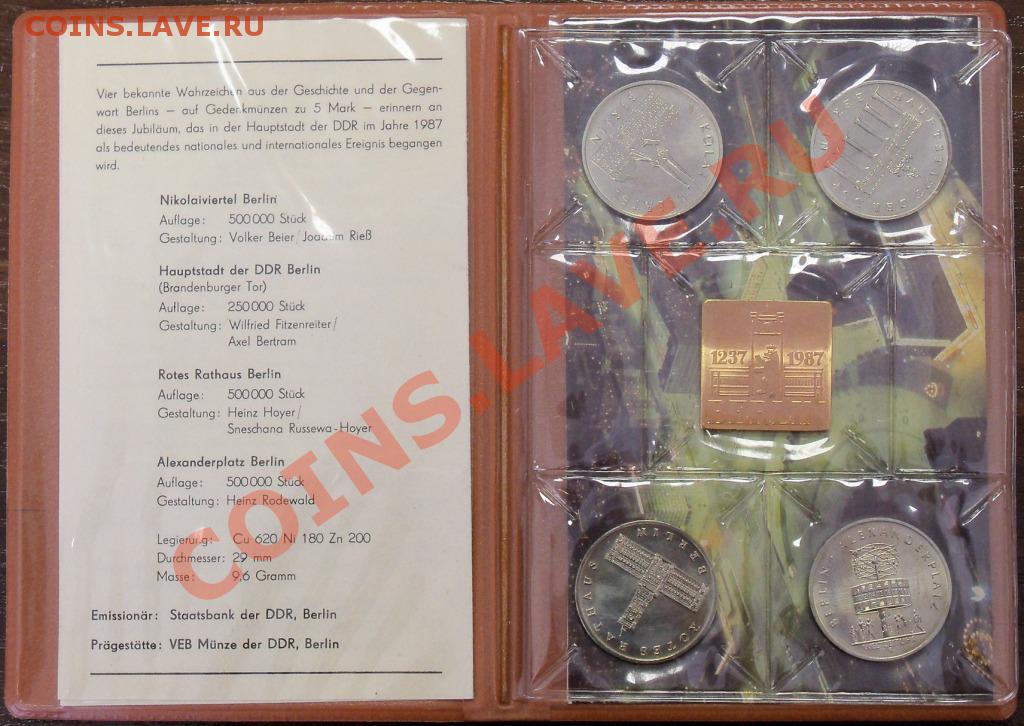 COINS.LAVE.RU
Vier bekannte Wahrzeichen aus der Geschichte und der Gegen-
wart Berlins — auf Gedenkmünzen zu 5 Mark — erinnern an
dieses Jubiläum, das in der Hauptstadt der DDR im Jahre 1987
als bedeutendes nationales und internationales Ereignis begangen
wird.
Nikolaiviertel Berlin
Auflage: 500 000 Stück
Gestaltung: Volker Beier/Joachim Rieß
Hauptstadt der DDR Berlin
(Brandenburger Tor)
Auflage: 250 000 Stück
Gestaltung: Wilfried Fitzenreiter/
Axel Bertram
Rotes Rathaus Berlin
Auflage: 500 000 Stück
Gestaltung: Heinz Hoyer/
Sneschana Russewa-Hoyer
Alexanderplatz Berlin
Auflage: 500 000 Stück
Gestaltung: Heinz Rodewald
Legierung: Cu 620 Ni 180 Zn 200
Durchmesser: 29 mm
Masse: 9,6 Gramm
Emissionär: Staatsbank der DDR, Berlin
Prägestätte: VEB Münze der DDR, Berlin
1237 1987
ROTES RATHAUS BERLIN
BERLIN-ALEXANDERPLATZ
COINS.LAVE.RU